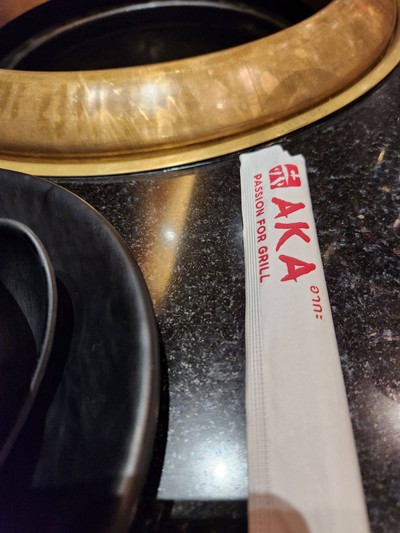 AKA อากะ
PASSION FOR GRILL